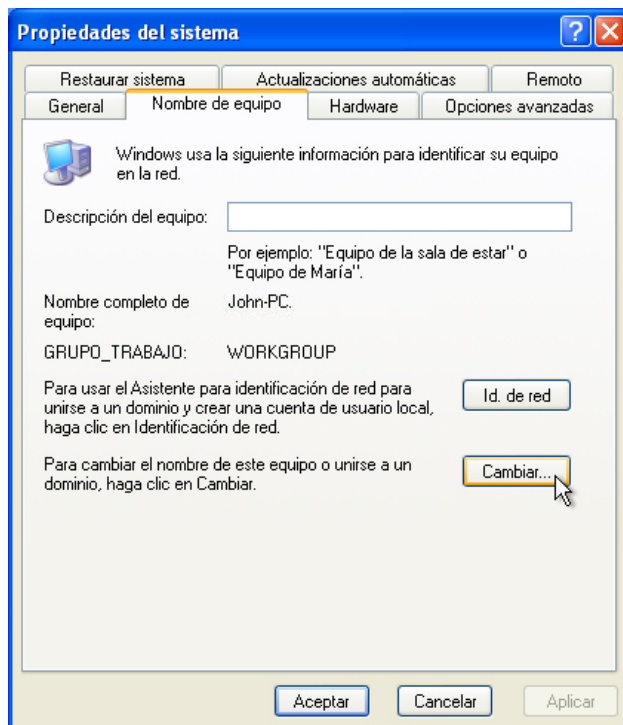 Propiedades del sistema
?
Restaurar sistema Actualizaciones automáticas Remoto
General Nombre de equipo Hardware Opciones avanzadas
Windows usa la siguiente información para identificar su equipo
en la red.
Descripción del equipo:
Por ejemplo: "Equipo de la sala de estar" o
"Equipo de María".
Nombre completo de
equipo:
John-PC.
GRUPO_TRABAJO: WORKGROUP
Para usar el Asistente para identificación de red para
unirse a un dominio y crear una cuenta de usuario local,
haga clic en Identificación de red.
Id. de red
Para cambiar el nombre de este equipo o unirse a un
dominio, haga clic en Cambiar.
Cambiar...
Aceptar Cancelar Aplicar